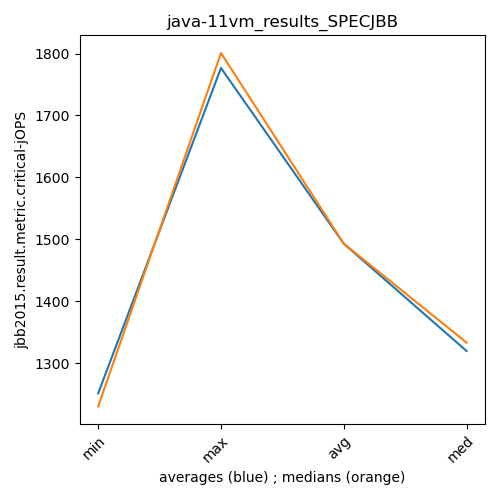 java-11vm_results_SPECJBB
jbb2015.result.metric.critical-jOPS
1800
1700
1600
1500
1400
1300
min
max
avg
med
averages (blue) ; medians (orange)